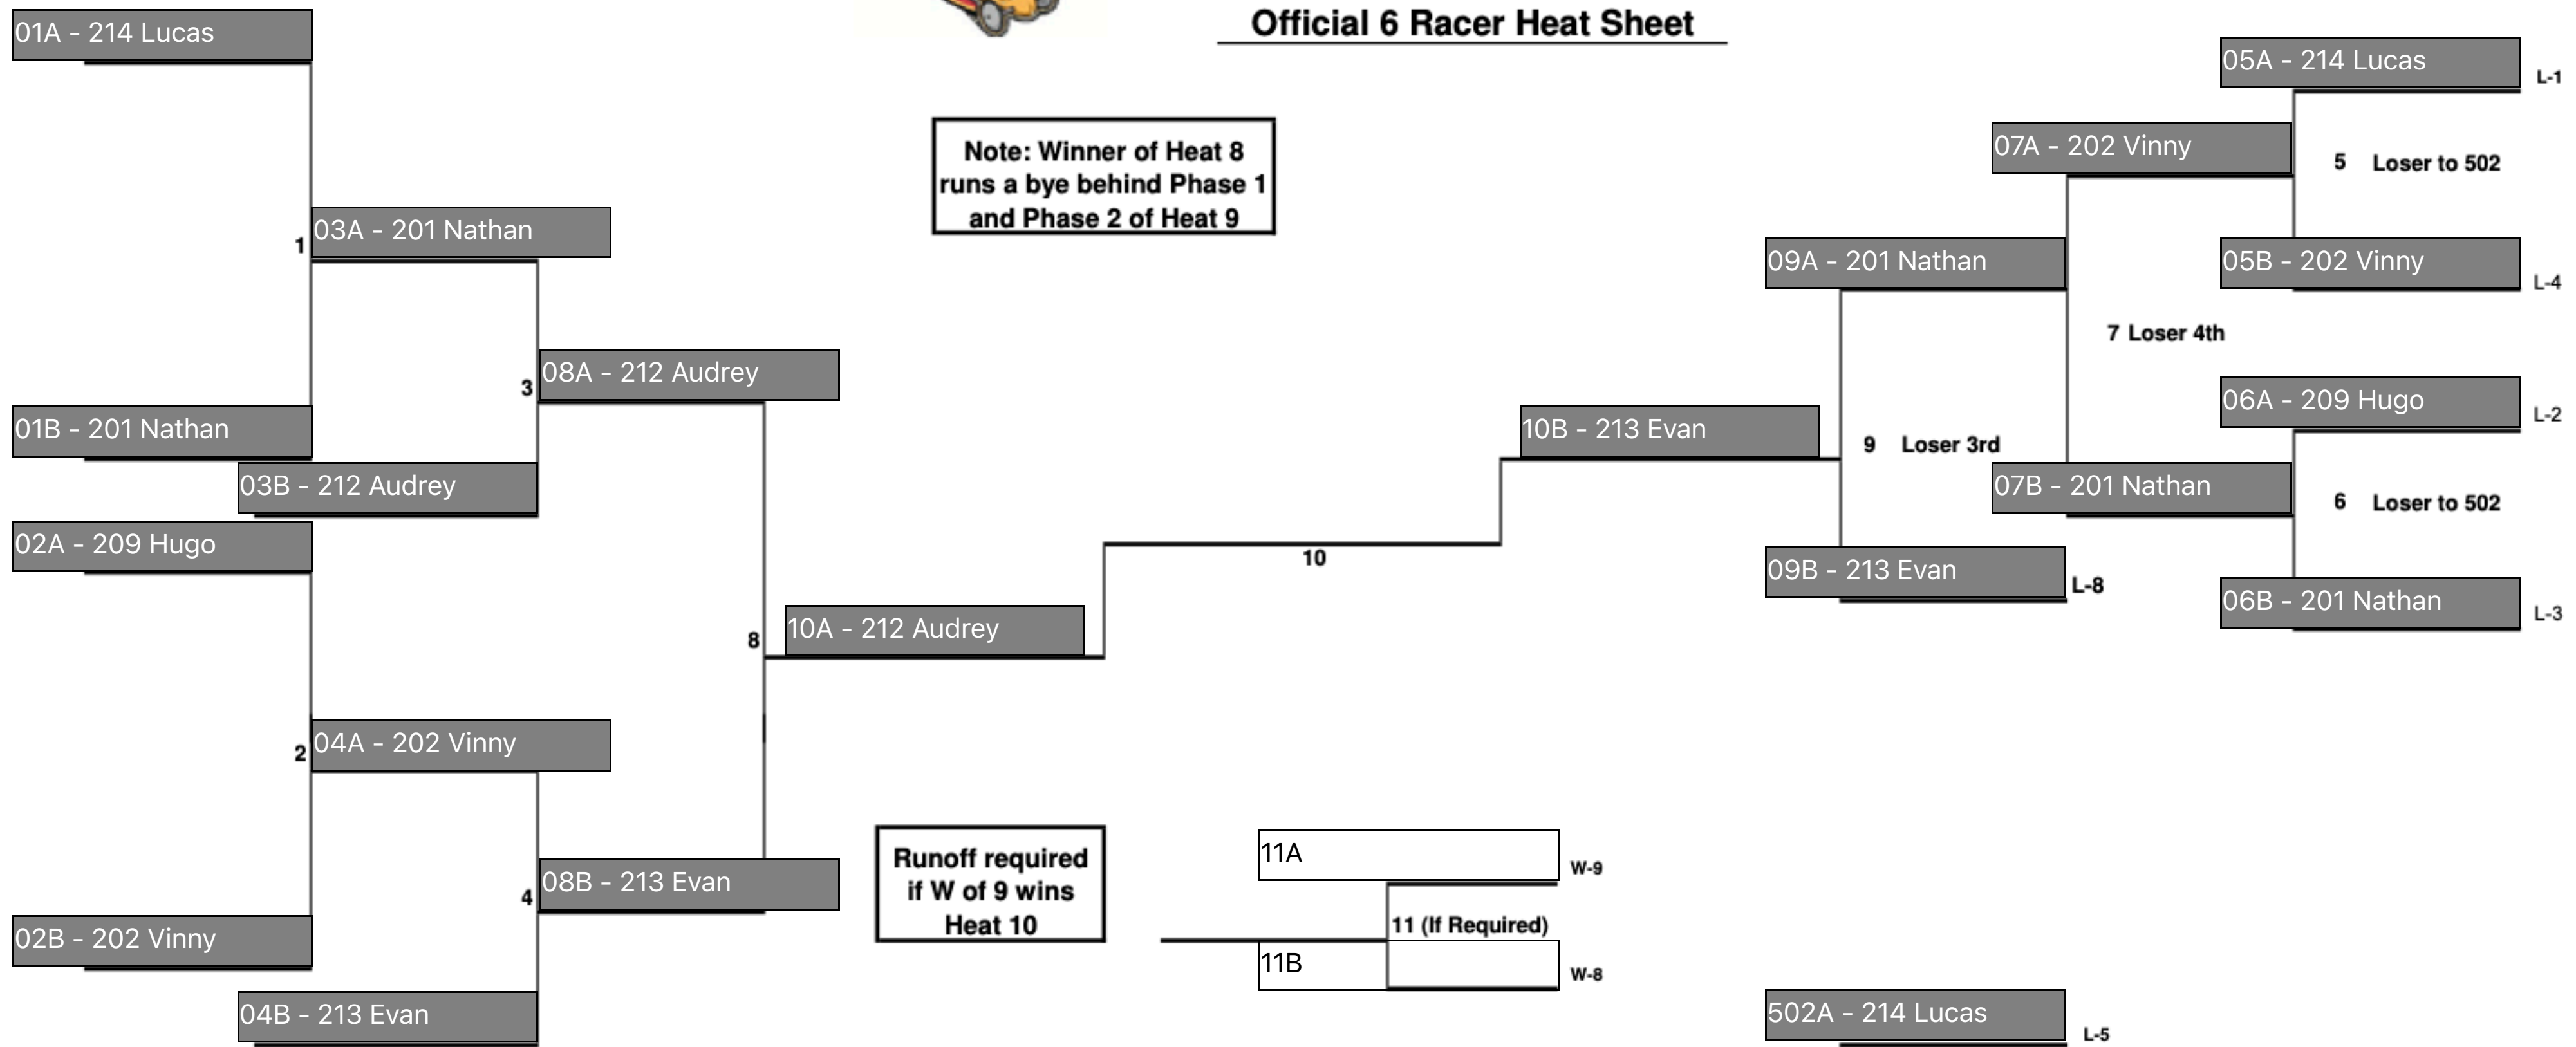 Official 6 Racer Heat Sheet
01A - 214 Lucas
05A - 214 Lucas
L-1
Note: Winner of Heat 8
runs a bye behind Phase 1
and Phase 2 of Heat 9
07A - 202 Vinny
5 Loser to 502
1
03A - 201 Nathan
09A - 201 Nathan
05B - 202 Vinny
L-4
7 Loser 4th
3
08A - 212 Audrey
06A - 209 Hugo
L-2
01B - 201 Nathan
10B - 213 Evan
9 Loser 3rd
03B - 212 Audrey
07B - 201 Nathan
6 Loser to 502
02A - 209 Hugo
10
09B - 213 Evan
L-8
06B - 201 Nathan
L-3
8
10A - 212 Audrey
2
04A - 202 Vinny
Runoff required
if W of 9 wins
Heat 10
11A
W-9
4
08B - 213 Evan
11 (If Required)
02B - 202 Vinny
11B
W-8
04B - 213 Evan
502A - 214 Lucas
L-5